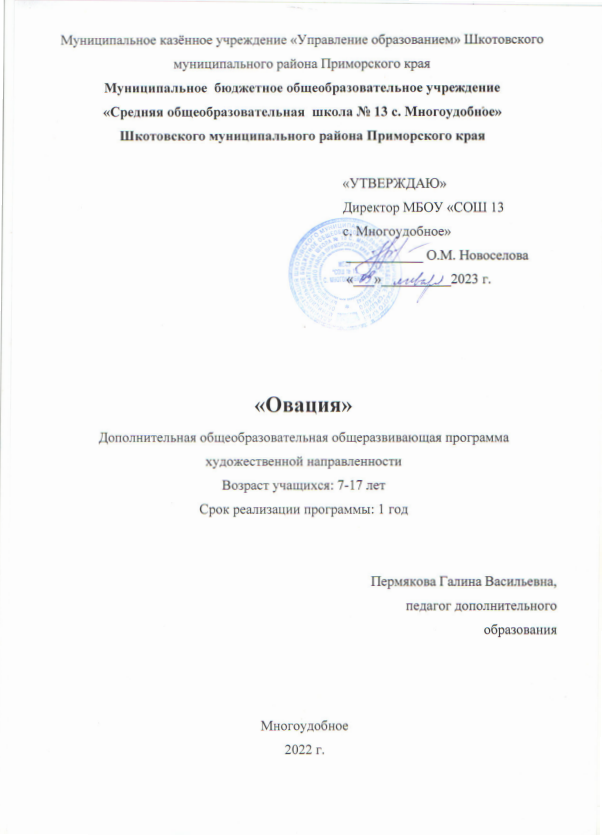 Муниципальное казённое учреждение «Управление образованием» Шкотовского
муниципального района Приморского края
Муниципальное бюджетное общеобразовательное учреждение
«Средняя общеобразовательная школа № 13 с. Многоудобное»
Шкотовского муниципального района Приморского края
«УТВЕРЖДАЮ»
Директор МБОУ «СОШ 13
с. Многоудобное»
О.М. Новоселова
« » января 2023 г.
«Овация»
Дополнительная общеобразовательная общеразвивающая программа
художественной направленности
Возраст учащихся: 7-17 лет
Срок реализации программы: 1 год
Пермякова Галина Васильевна,
педагог дополнительного
образования
Многоудобное
2022 г.